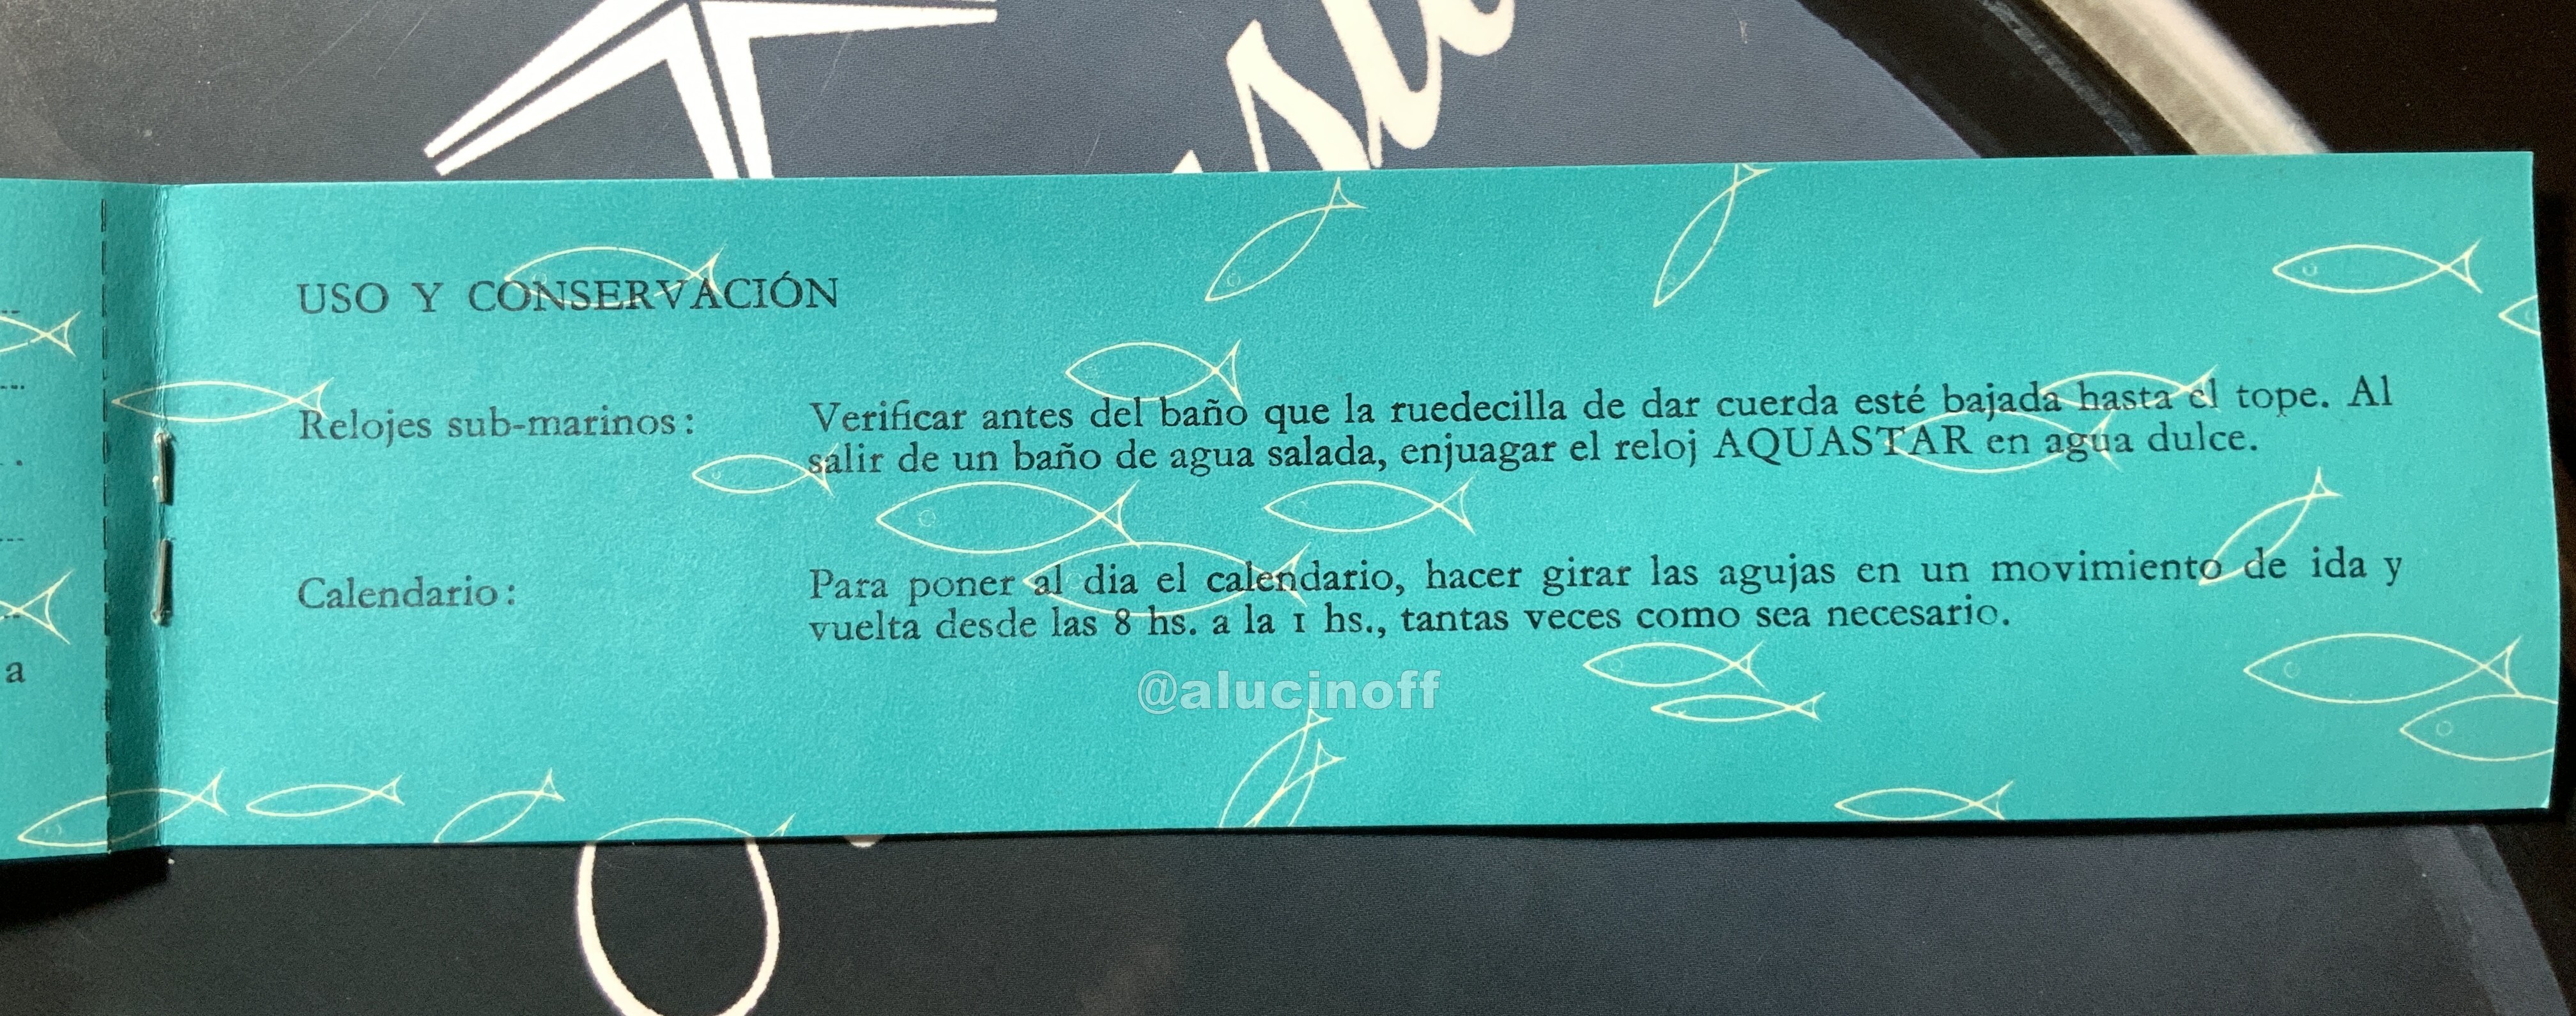 USO Y CONSERVACIÓN
Relojes sub-marinos: Verificar antes del baño que la ruedecilla de dar cuerda esté bajada hasta el tope. Al
salir de un baño de agua salada, enjuagar el reloj AQUASTAR en agua dulce.
Calendario: Para poner al dia el calendario, hacer girar las agujas en un movimiento de ida y
vuelta desde las 8 hs. a la 1 hs., tantas veces como sea necesario.
@alucinoff
a